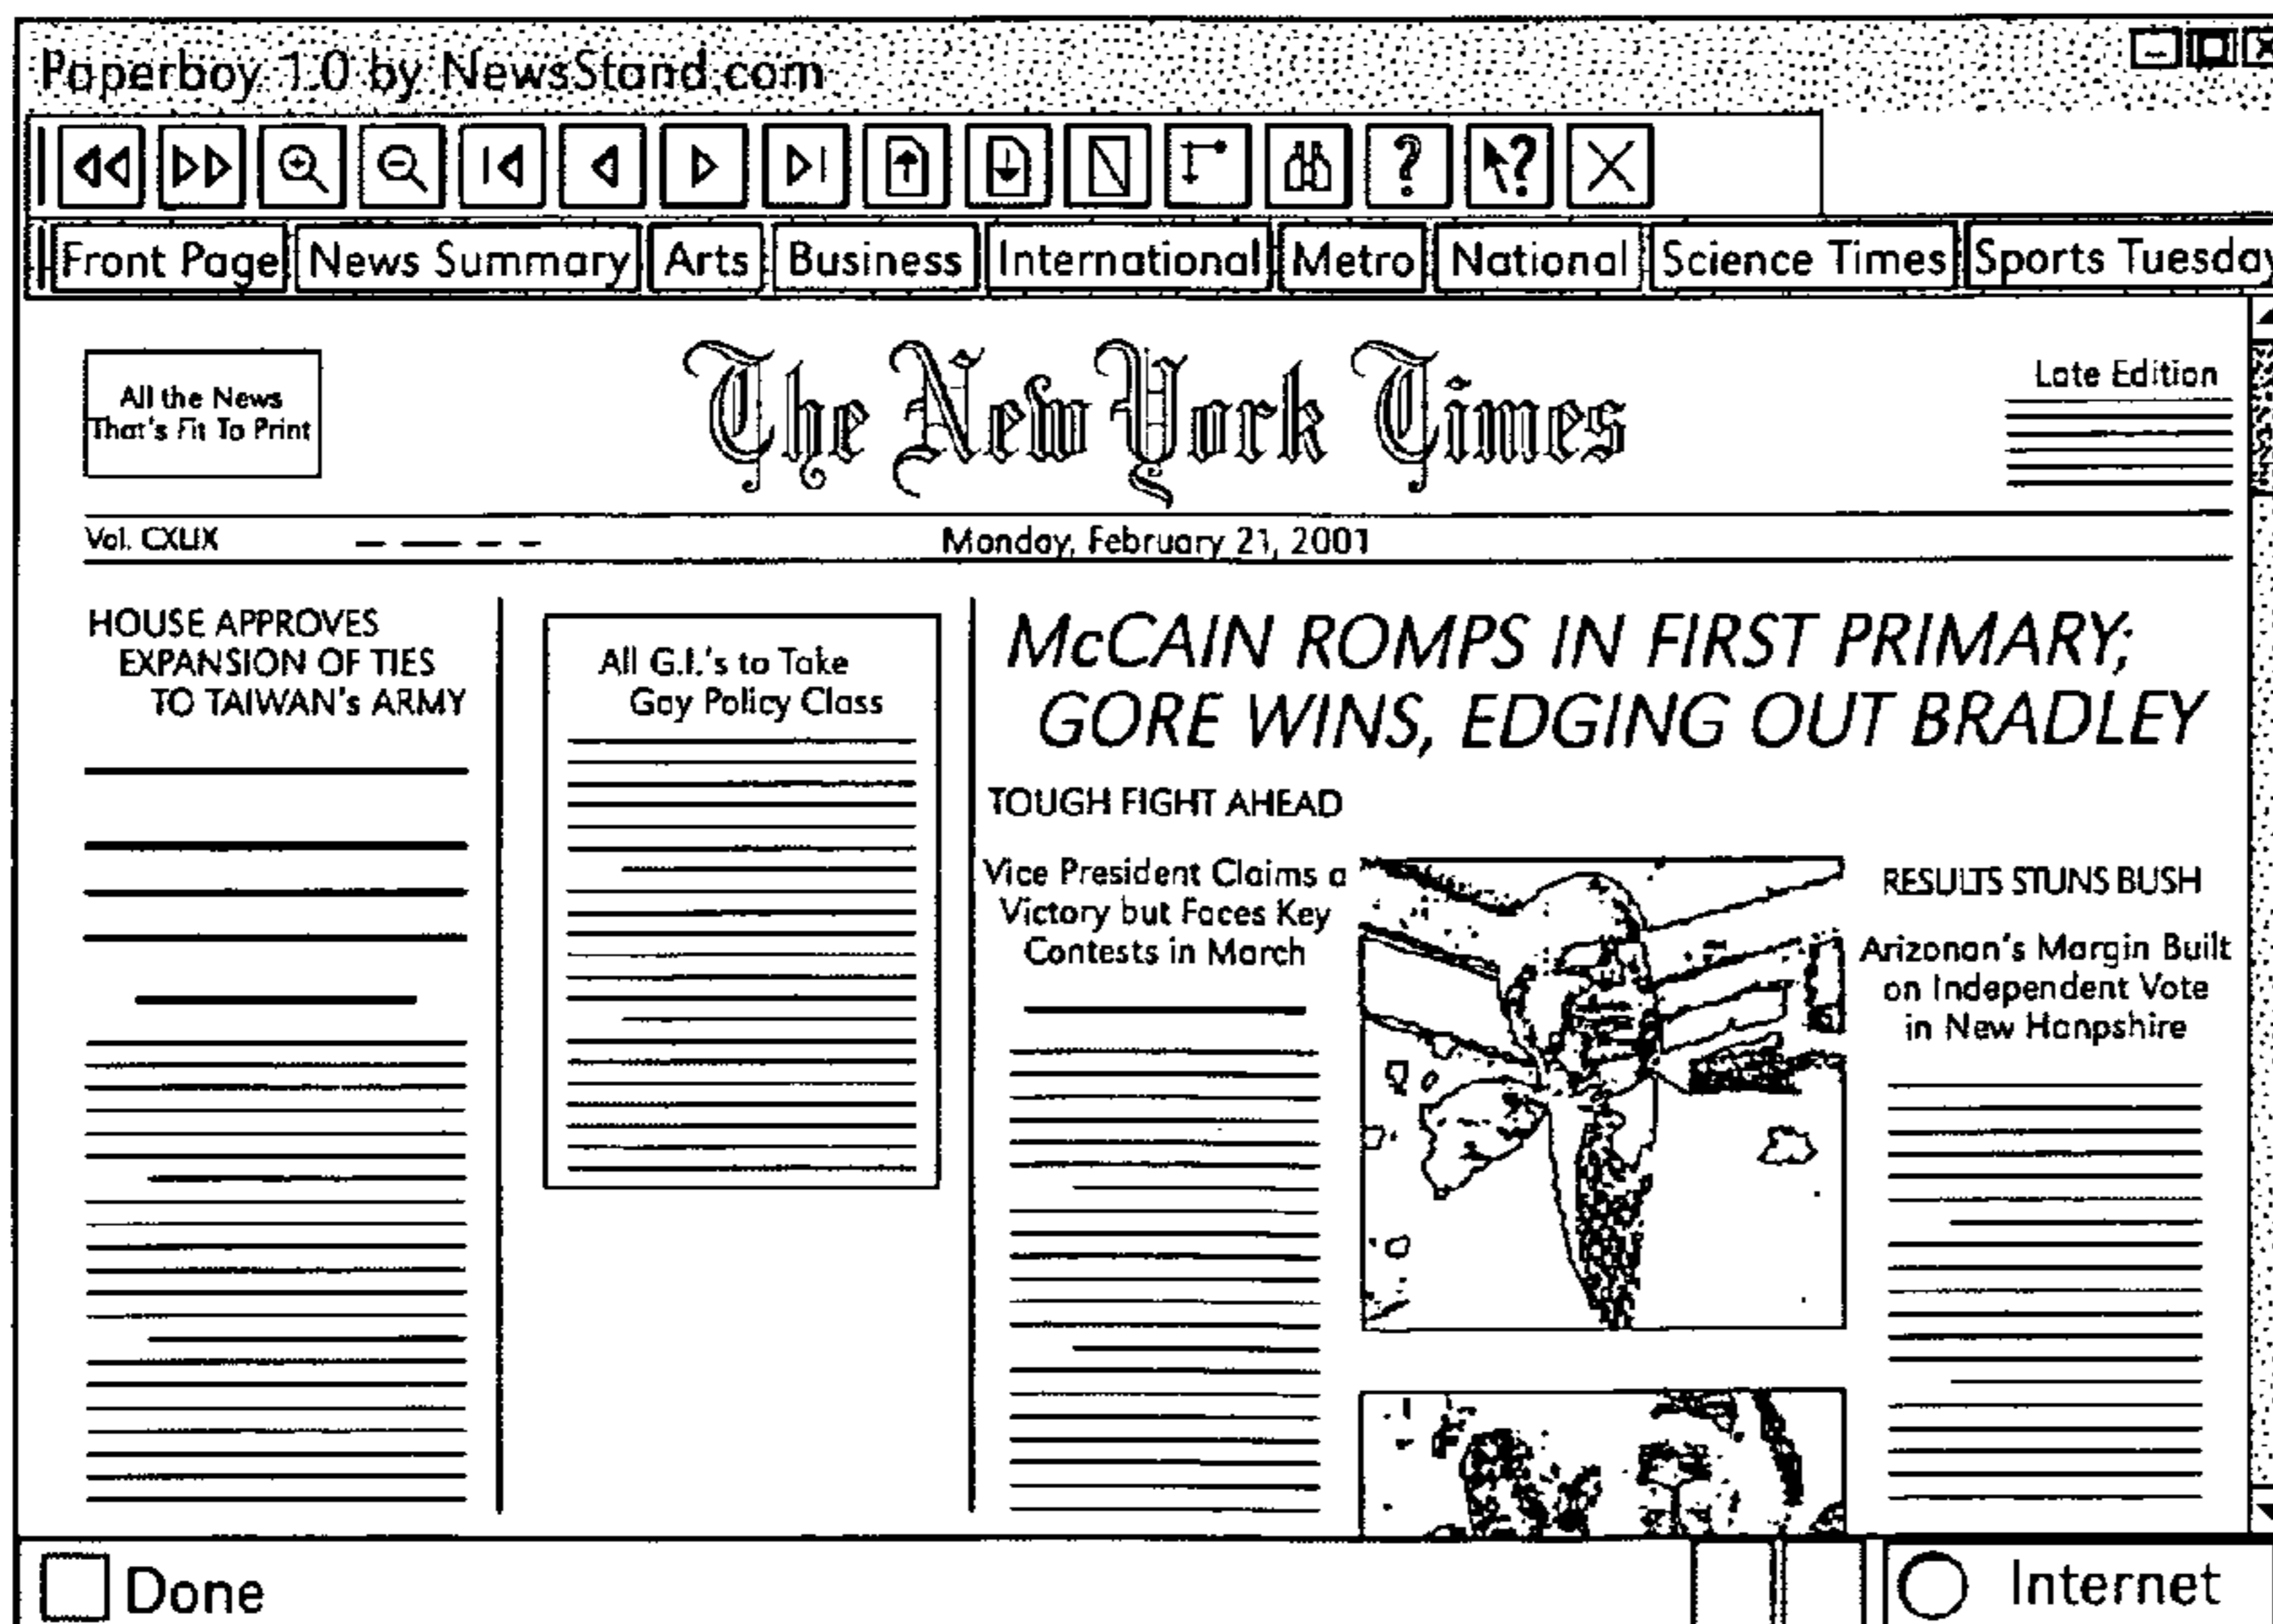 Paperboy 1.0 by NewsStand.com
Front Page News Summary Arts Business International Metro National Science Times Sports Tuesday
All the News
That's Fit To Print
The New York Times
Late Edition
Vol. CXLIX
Monday, February 21, 2001
HOUSE APPROVES
EXPANSION OF TIES
TO TAIWAN's ARMY
All G.I.'s to Take
Gay Policy Class
McCAIN ROMPS IN FIRST PRIMARY;
GORE WINS, EDGING OUT BRADLEY
TOUGH FIGHT AHEAD
Vice President Claims a
Victory but Faces Key
Contests in March
RESULTS STUNS BUSH
Arizonan's Margin Built
on Independent Vote
in New Hanpshire
Done
Internet